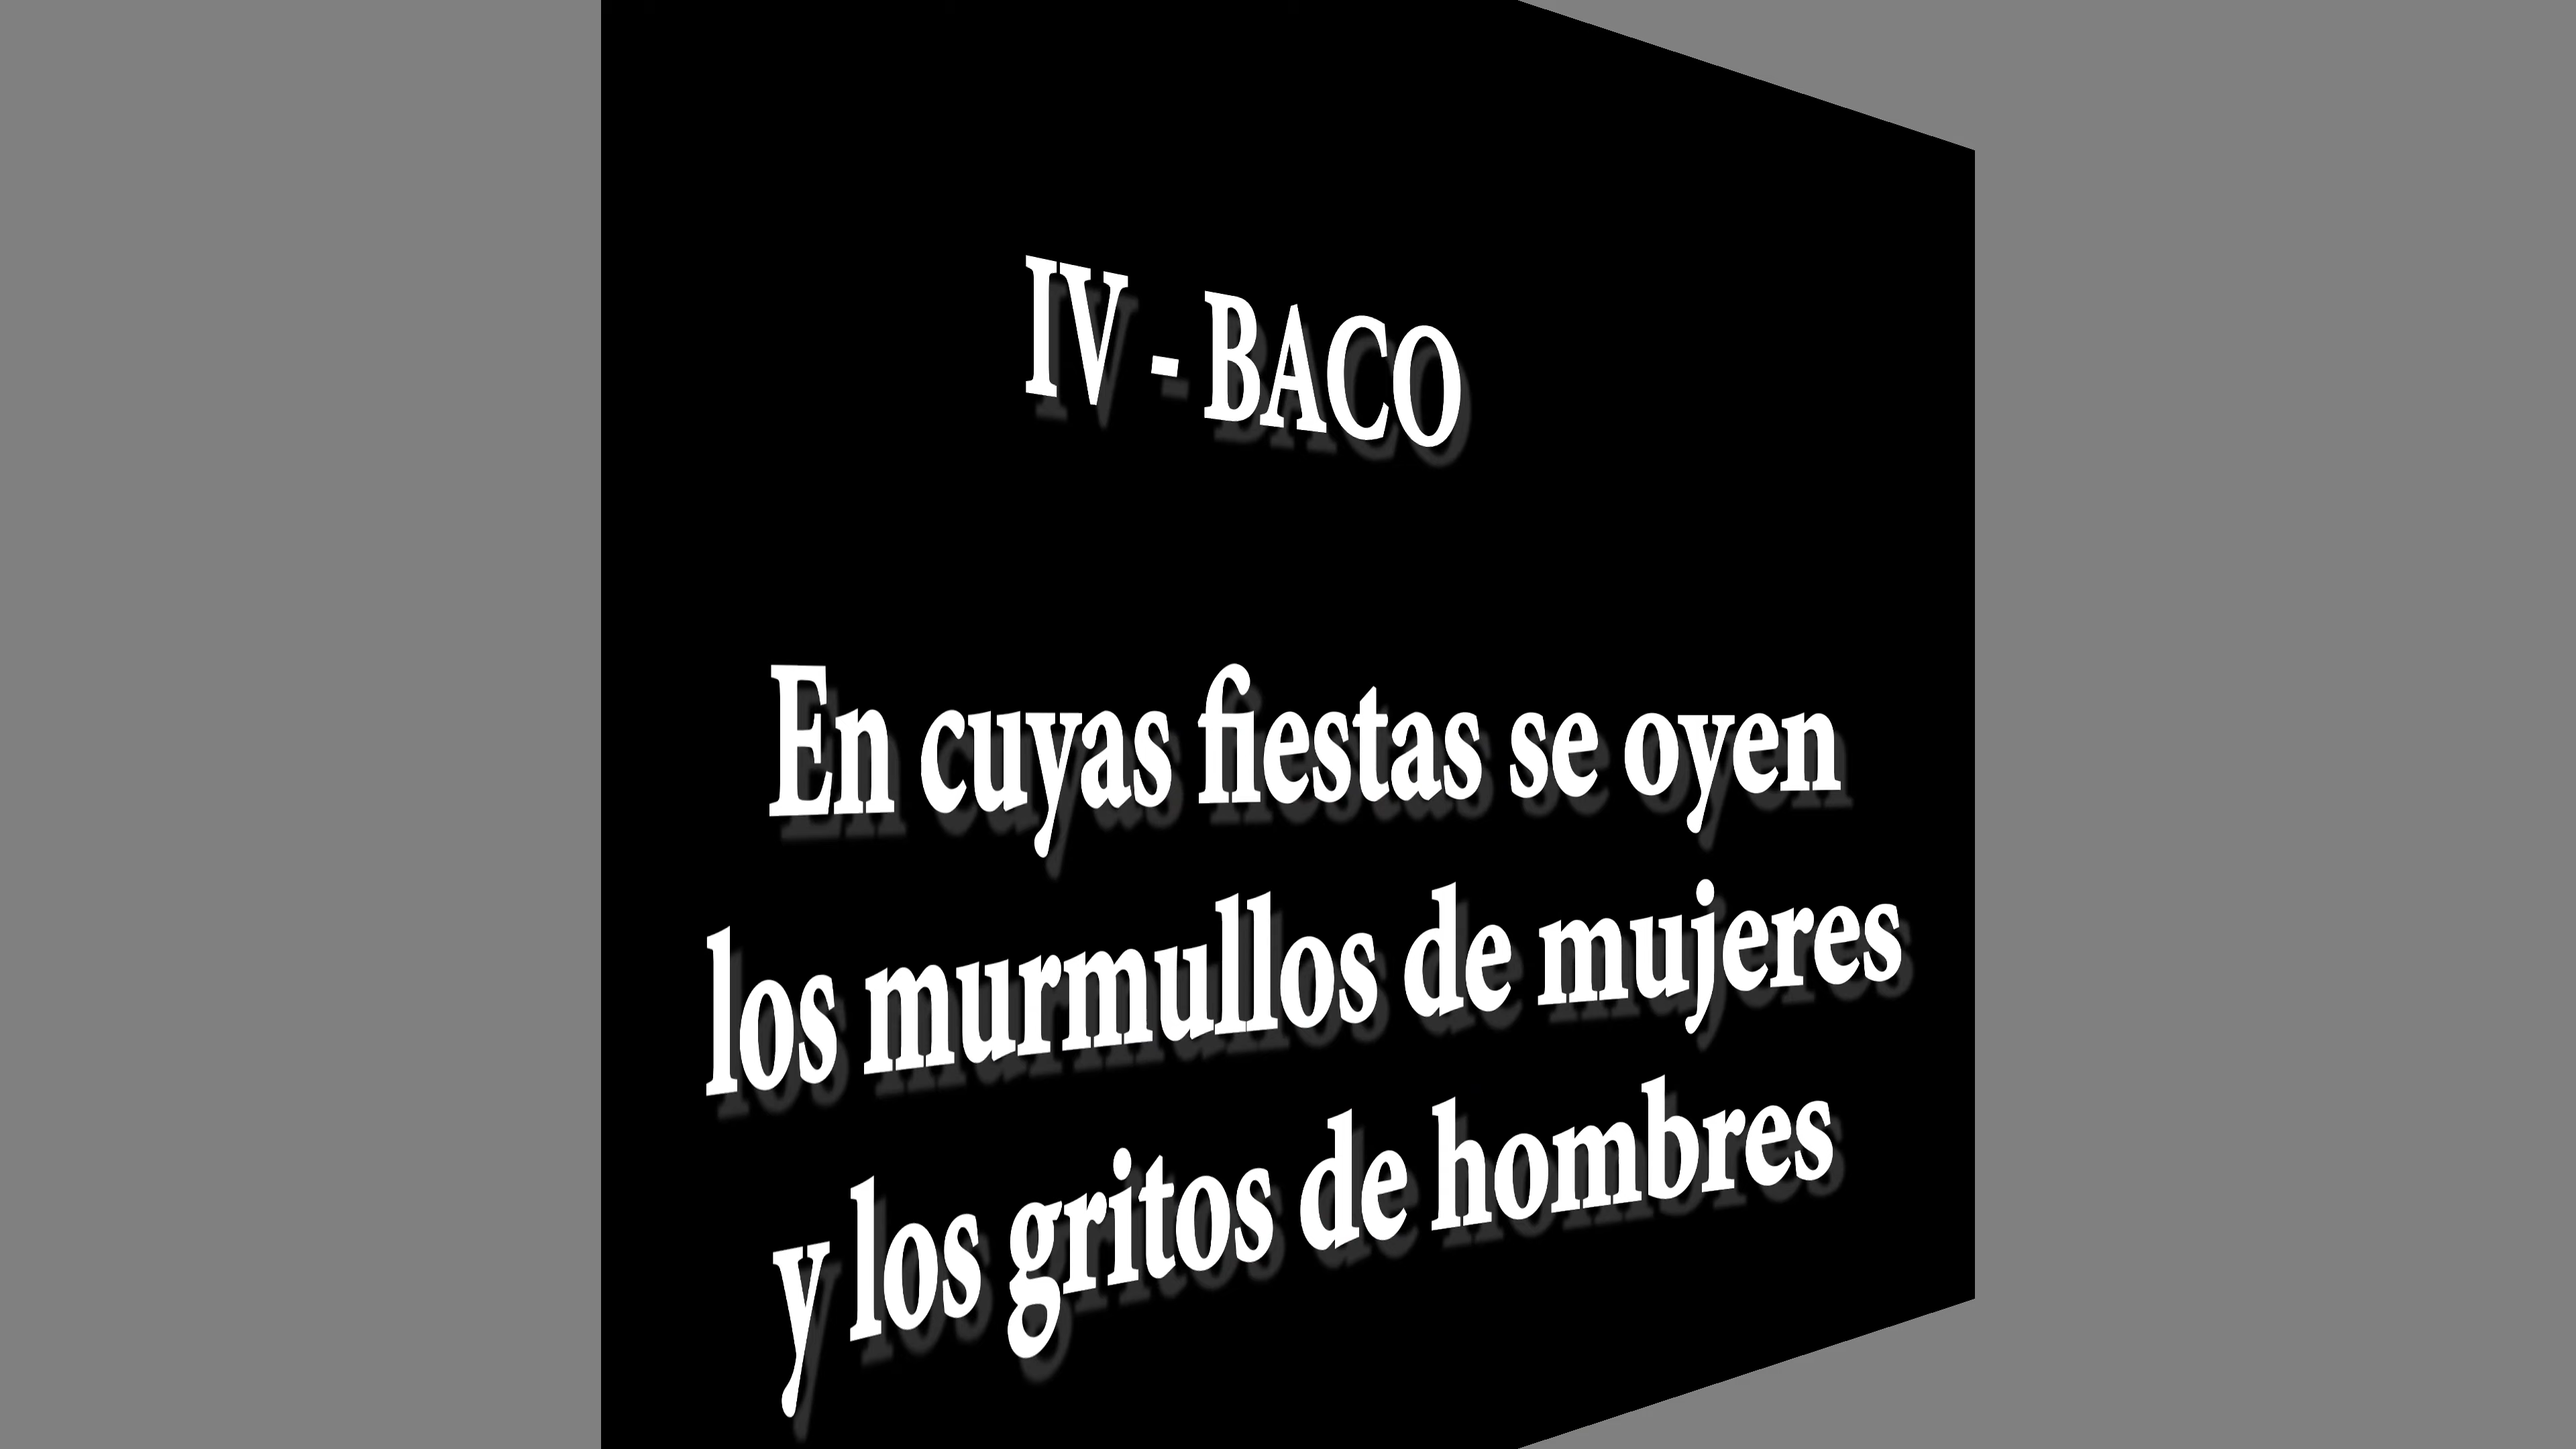 IV - BACO
En cuyas fiestas se oyen
los murmullos de mujeres
y los gritos de hombres